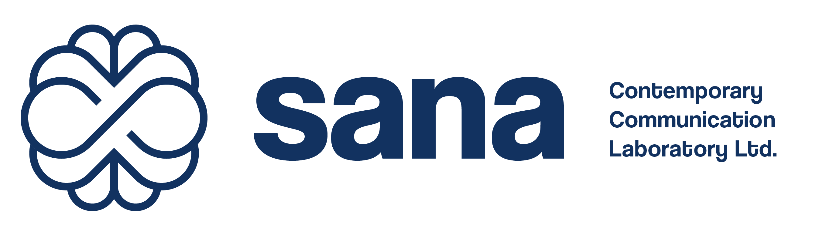 sana
Contemporary
Communication
Laboratory Ltd.